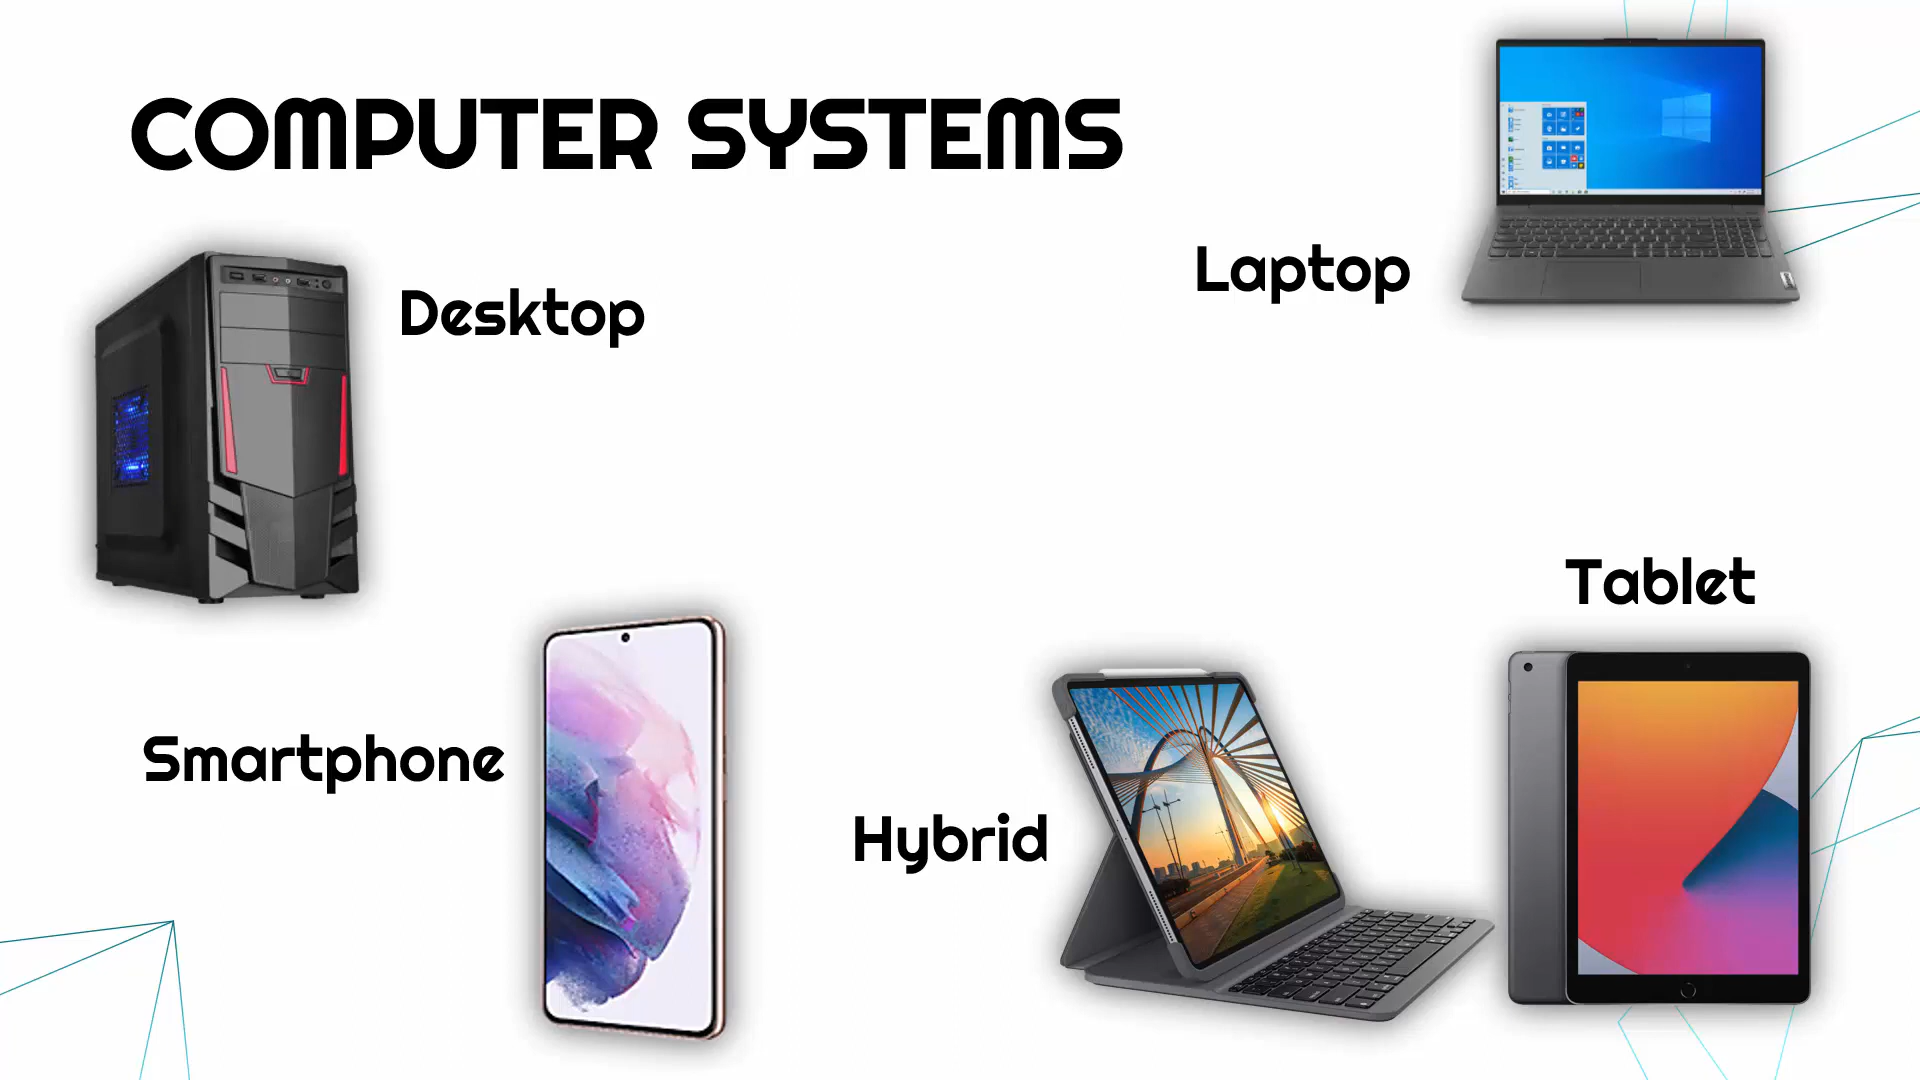 COMPUTER SYSTEMS
Laptop
Desktop
Tablet
Smartphone
Hybrid